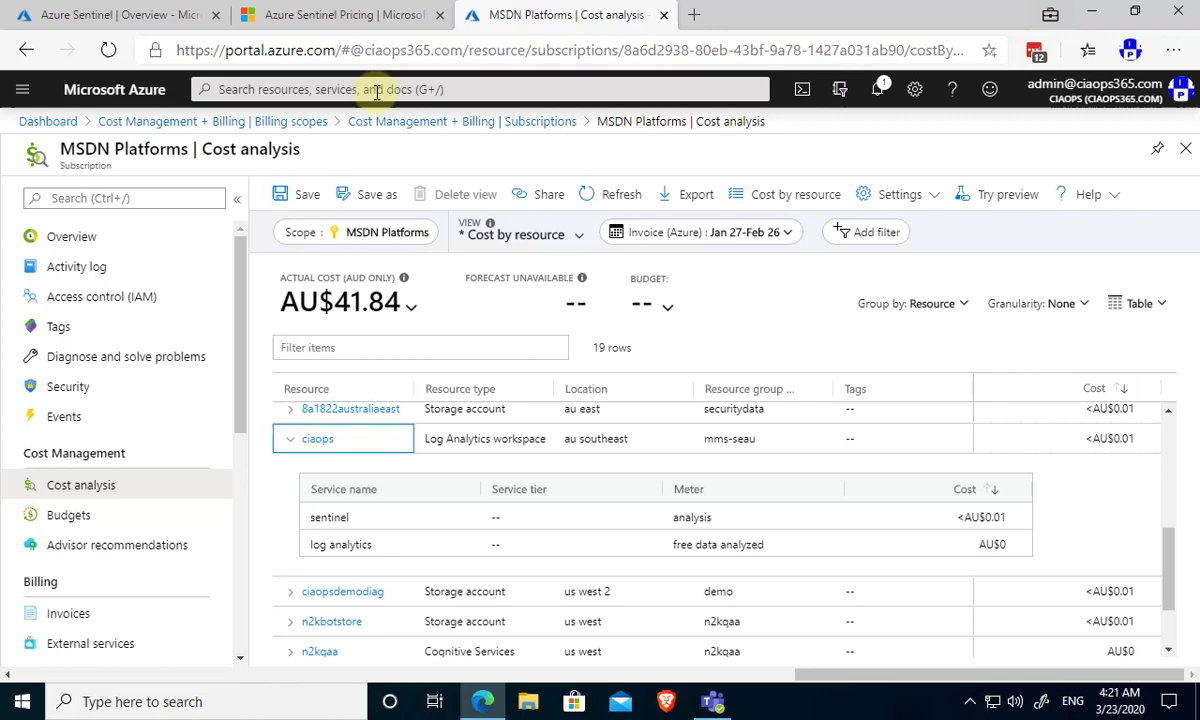 Azure Sentinel | Overview - Micr
Azure Sentinel Pricing | Microsof
MSDN Platforms | Cost analysis -
https://portal.azure.com/#@ciaops365.com/resource/subscriptions/8a6d2938-80eb-43bf-9a78-1427a031ab90/costBy...
12
Microsoft Azure
Search resources, services, and docs (G+/)
1
admin@ciaops365.com
CIAOPS (CIAOPS365.COM)
Dashboard > Cost Management + Billing | Billing scopes > Cost Management + Billing | Subscriptions > MSDN Platforms | Cost analysis
MSDN Platforms | Cost analysis
Subscription
Search (Ctrl+/)
Overview
Activity log
Access control (IAM)
Tags
Diagnose and solve problems
Security
Events
Cost Management
Cost analysis
Budgets
Advisor recommendations
Billing
Invoices
External services
Save
Save as
Delete view
Share
Refresh
Export
Cost by resource
Settings
Try preview
? Help
Scope : MSDN Platforms
VIEW
* Cost by resource
Invoice (Azure) : Jan 27-Feb 26
Add filter
ACTUAL COST (AUD ONLY)
AU$41.84
FORECAST UNAVAILABLE
--
BUDGET:
--
Group by: Resource
Granularity: None
Table
Filter items
19 rows
Resource Resource type Location Resource group ... Tags Cost
8a1822australiaeast Storage account au east securitydata -- <AU$0.01
ciaops Log Analytics workspace au southeast mms-seau -- <AU$0.01
Service name Service tier Meter Cost
sentinel -- analysis <AU$0.01
log analytics -- free data analyzed AU$0
ciaopsdemodiag Storage account us west 2 demo -- <AU$0.01
n2kbotstore Storage account us west n2kqaa -- <AU$0.01
n2kqaa Cognitive Services us west n2kqaa -- AU$0
Type here to search
ENG
4:21 AM
3/23/2020